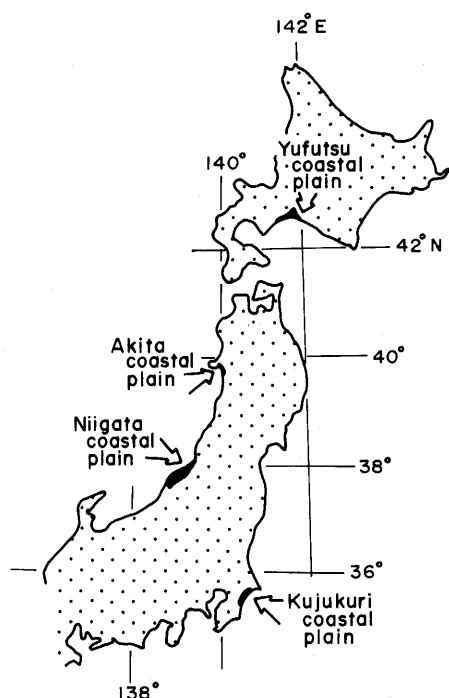 142°E
140°
Yufutsu
coastal
plain
42°N
Akita
coastal
plain
40°
Niigata
coastal
plain
38°
36°
Kujukuri
coastal
plain
138°